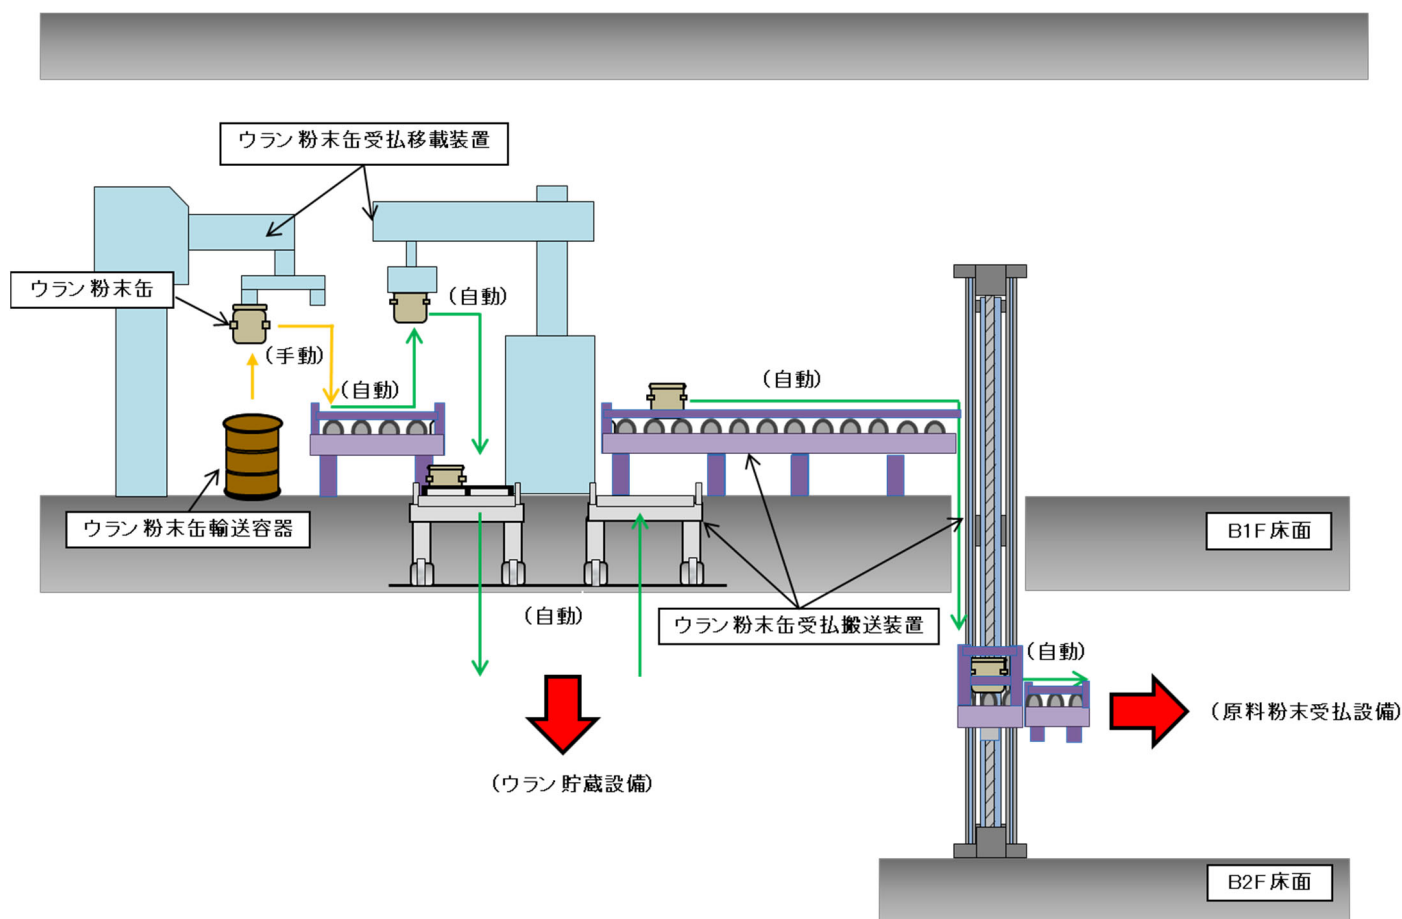 ウラン粉末缶受払移載装置
ウラン粉末缶
(自動)
(手動)
(自動)
(自動)
ウラン粉末缶輸送容器
B1F床面
(自動)
ウラン粉末缶受払搬送装置
(自動)
(原料粉末受払設備)
(ウラン貯蔵設備)
B2F床面